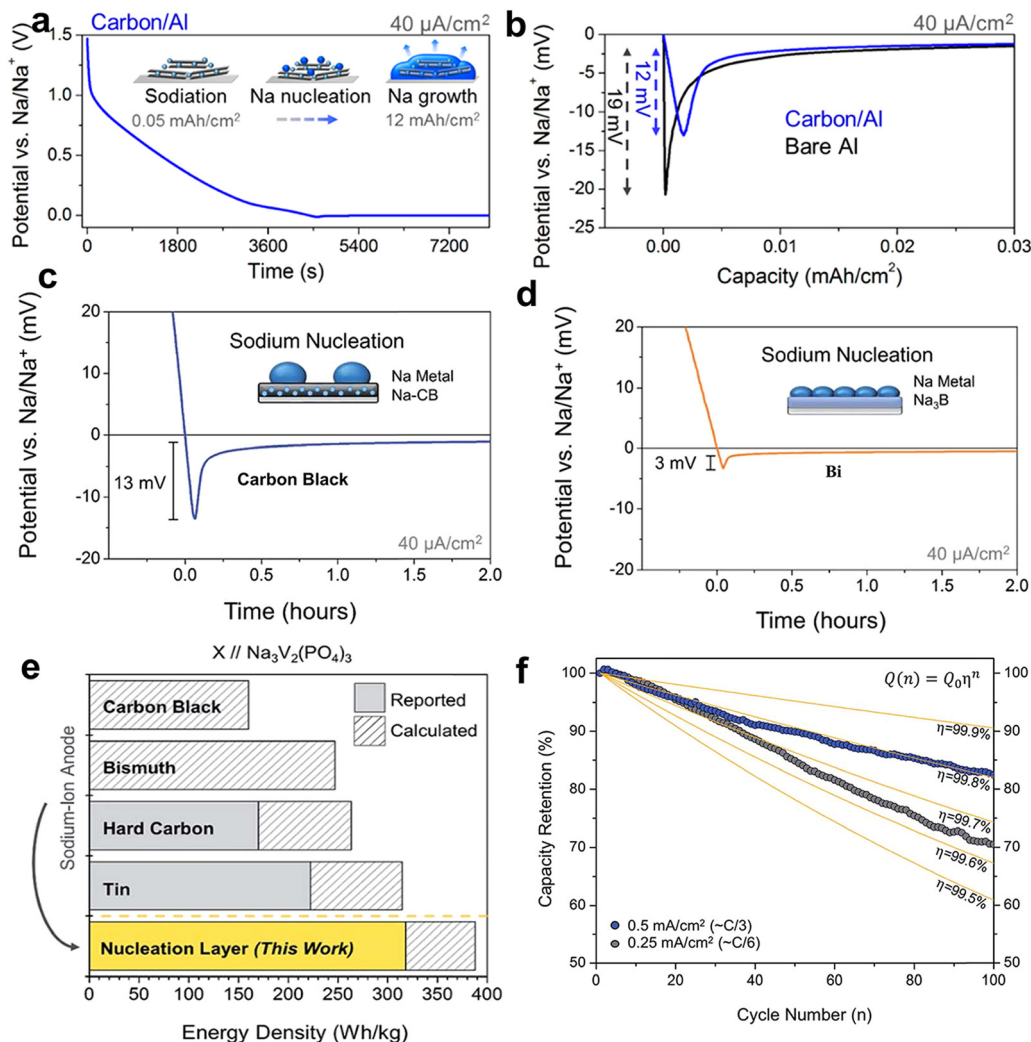 a
Carbon/Al
40 µA/cm²
Potential vs. Na/Na⁺ (V)
1.5
1.0
0.5
0.0
Sodiation
0.05 mAh/cm²
Na nucleation
Na growth
12 mAh/cm²
0
1800
3600
5400
7200
Time (s)
b
40 µA/cm²
Potential vs. Na/Na⁺ (mV)
0
-5
-10
-15
-20
-25
19 mV
12 mV
Carbon/Al
Bare Al
0.00
0.01
0.02
0.03
Capacity (mAh/cm²)
c
Potential vs. Na/Na⁺ (mV)
20
10
0
-10
-20
Sodium Nucleation
Na Metal
Na-CB
13 mV
Carbon Black
40 µA/cm²
0.0
0.5
1.0
1.5
2.0
Time (hours)
d
Potential vs. Na/Na⁺ (mV)
20
10
0
-10
-20
Sodium Nucleation
Na Metal
Na₃B
3 mV
Bi
40 µA/cm²
0.0
0.5
1.0
1.5
2.0
Time (hours)
e
X // Na₃V₂(PO₄)₃
Sodium-Ion Anode
Reported
Calculated
Carbon Black
Bismuth
Hard Carbon
Tin
Nucleation Layer (This Work)
0
50
100
150
200
250
300
350
400
Energy Density (Wh/kg)
f
Capacity Retention (%)
100
90
80
70
60
50
100
90
80
70
60
50
Q(n) = Q₀ηⁿ
η=99.9%
η=99.8%
η=99.7%
η=99.6%
η=99.5%
0.5 mA/cm² (~C/3)
0.25 mA/cm² (~C/6)
0
20
40
60
80
100
Cycle Number (n)